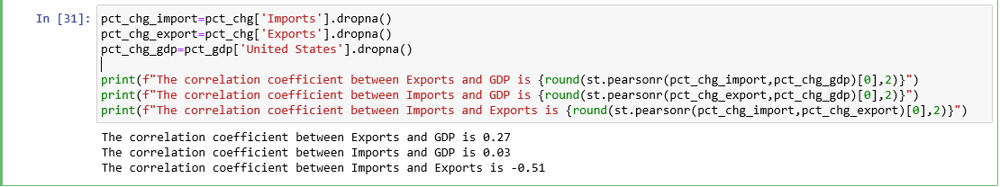 In [31]: pct_chg_import=pct_chg['Imports'].dropna()
pct_chg_export=pct_chg['Exports'].dropna()
pct_chg_gdp=pct_gdp['United States'].dropna()
print(f"The correlation coefficient between Exports and GDP is {round(st.pearsonr(pct_chg_import,pct_chg_gdp)[0],2)}")
print(f"The correlation coefficient between Imports and GDP is {round(st.pearsonr(pct_chg_export,pct_chg_gdp)[0],2)}")
print(f"The correlation coefficient between Imports and Exports is {round(st.pearsonr(pct_chg_import,pct_chg_export)[0],2)}")
The correlation coefficient between Exports and GDP is 0.27
The correlation coefficient between Imports and GDP is 0.03
The correlation coefficient between Imports and Exports is -0.51